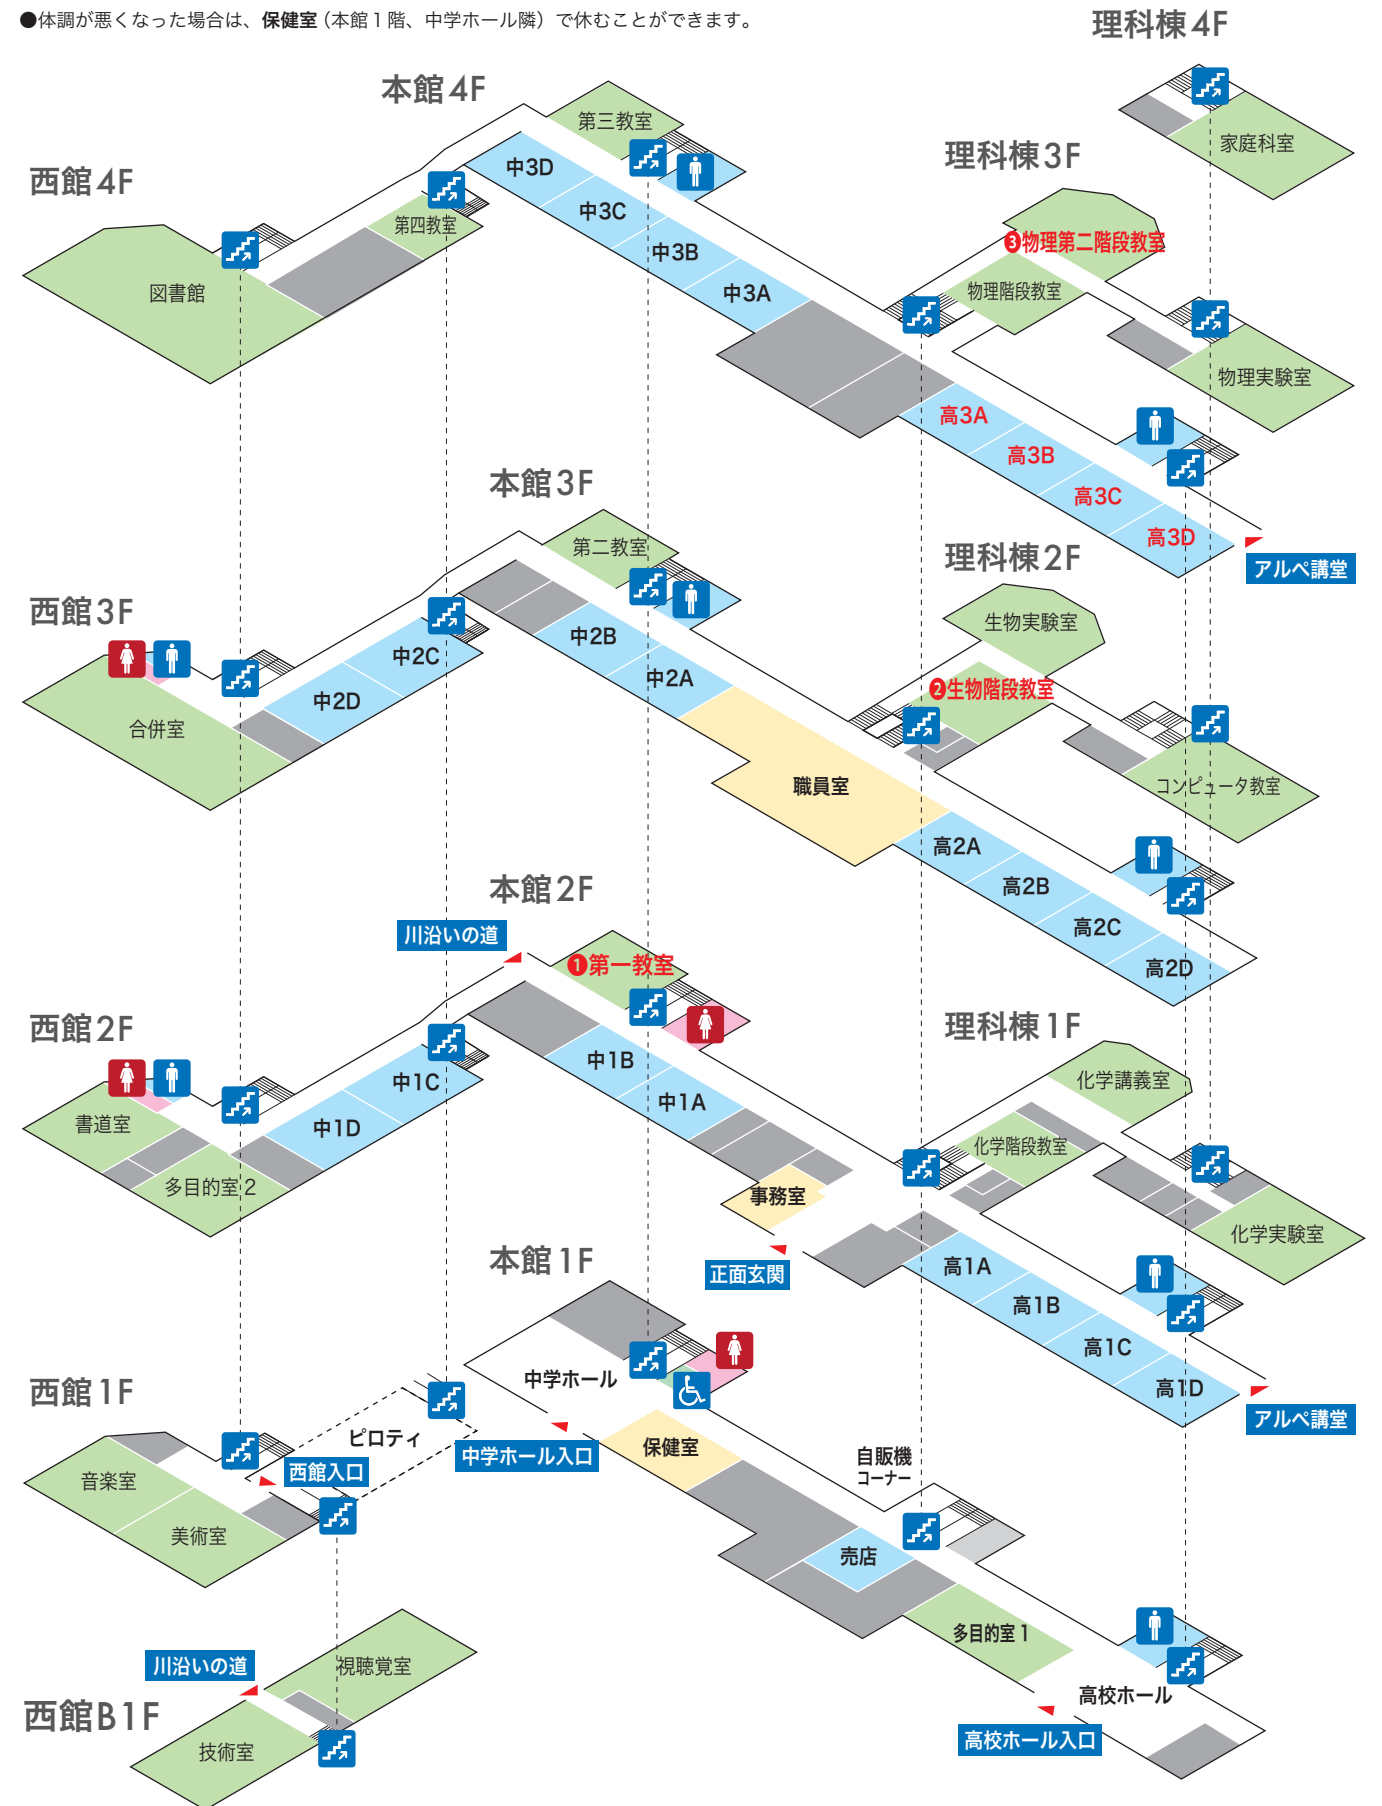 ●体調が悪くなった場合は、保健室（本館１階、中学ホール隣）で休むことができます。
理科棟4F
家庭科室
本館4F
第三教室
中3D
中3C
中3B
中3A
高3A
高3B
高3C
高3D
アルペ講堂
西館4F
図書館
第四教室
理科棟3F
❸物理第二階段教室
物理階段教室
物理実験室
本館3F
第二教室
中2B
中2A
職員室
高2A
高2B
高2C
高2D
西館3F
合併室
中2D
中2C
理科棟2F
生物実験室
❷生物階段教室
コンピュータ教室
本館2F
川沿いの道
❶第一教室
中1B
中1A
事務室
正面玄関
高1A
高1B
高1C
高1D
アルペ講堂
西館2F
書道室
多目的室2
中1D
中1C
理科棟1F
化学講義室
化学階段教室
化学実験室
本館1F
中学ホール
中学ホール入口
保健室
自販機
コーナー
売店
多目的室1
高校ホール
高校ホール入口
西館1F
ピロティ
西館入口
音楽室
美術室
西館B1F
川沿いの道
視聴覚室
技術室